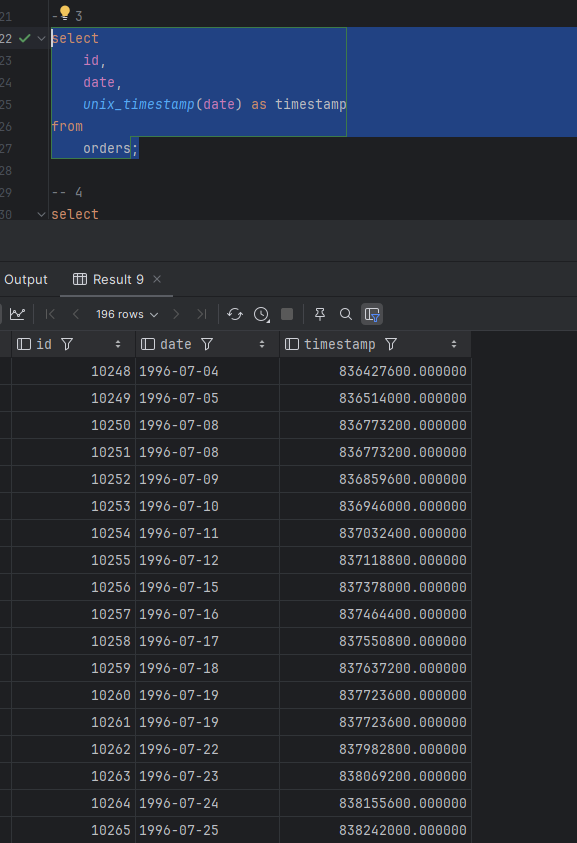 21 -- 3
22 select
23 id,
24 date,
25 unix_timestamp(date) as timestamp
26 from
27 orders;
28
29 -- 4
30 select
Output Result 9
196 rows
id date timestamp
10248 1996-07-04 836427600.000000
10249 1996-07-05 836514000.000000
10250 1996-07-08 836773200.000000
10251 1996-07-08 836773200.000000
10252 1996-07-09 836859600.000000
10253 1996-07-10 836946000.000000
10254 1996-07-11 837032400.000000
10255 1996-07-12 837118800.000000
10256 1996-07-15 837378000.000000
10257 1996-07-16 837464400.000000
10258 1996-07-17 837550800.000000
10259 1996-07-18 837637200.000000
10260 1996-07-19 837723600.000000
10261 1996-07-19 837723600.000000
10262 1996-07-22 837982800.000000
10263 1996-07-23 838069200.000000
10264 1996-07-24 838155600.000000
10265 1996-07-25 838242000.000000